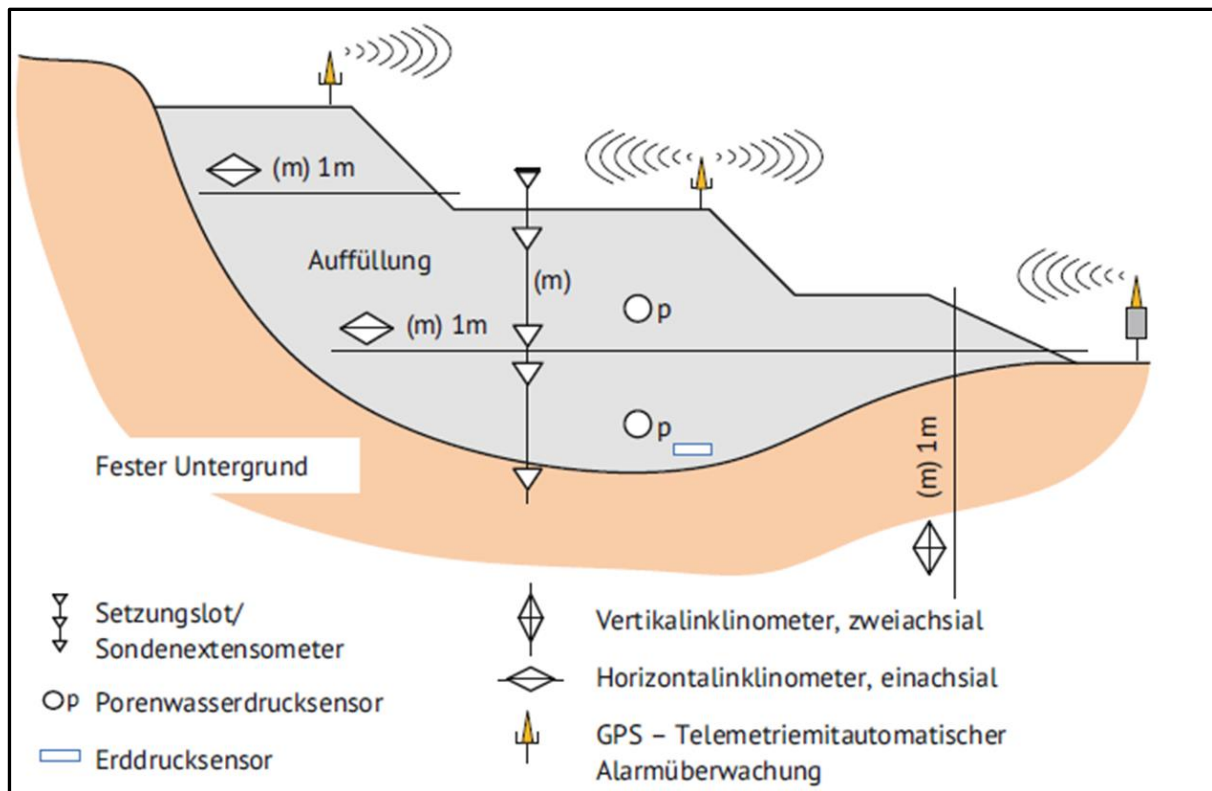 (m) 1m
Auffüllung
(m)
p
(m) 1m
p
Fester Untergrund
(m) 1m
Setzungslot/
Sondenextensometer
p Porenwasserdrucksensor
Erddrucksensor
Vertikalinklinometer, zweiachsial
Horizontalinklinometer, einachsial
GPS – Telemetriemitautomatischer
Alarmüberwachung